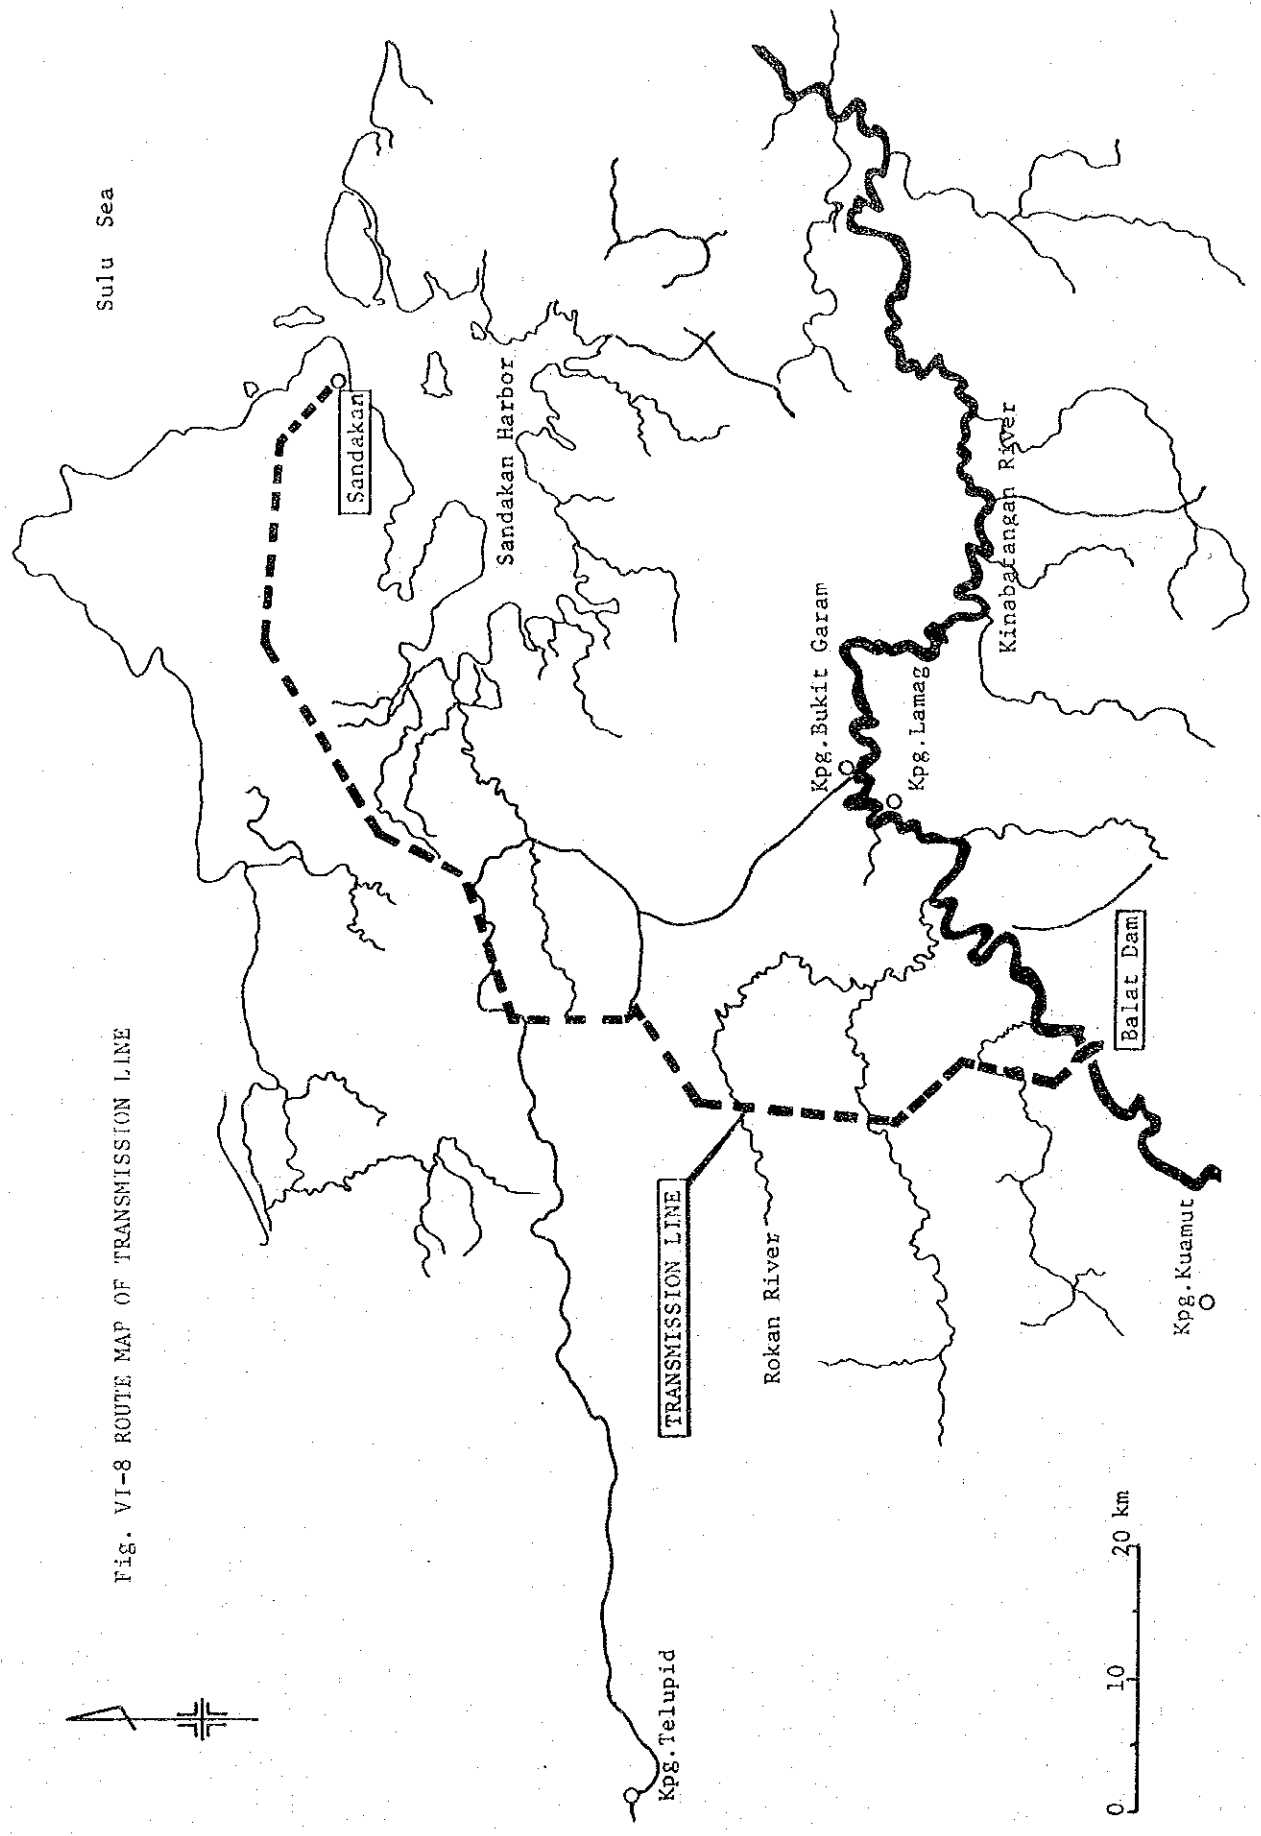 Fig. VI-8 ROUTE MAP OF TRANSMISSION LINE
Sulu Sea
Sandakan
Sandakan Harbor
Kpg.Bukit Garam
Kpg.Lamag
Kinabatangan River
TRANSMISSION LINE
Rokan River
Balat Dam
Kpg.Kuamut
Kpg.Telupid
0 10 20 km